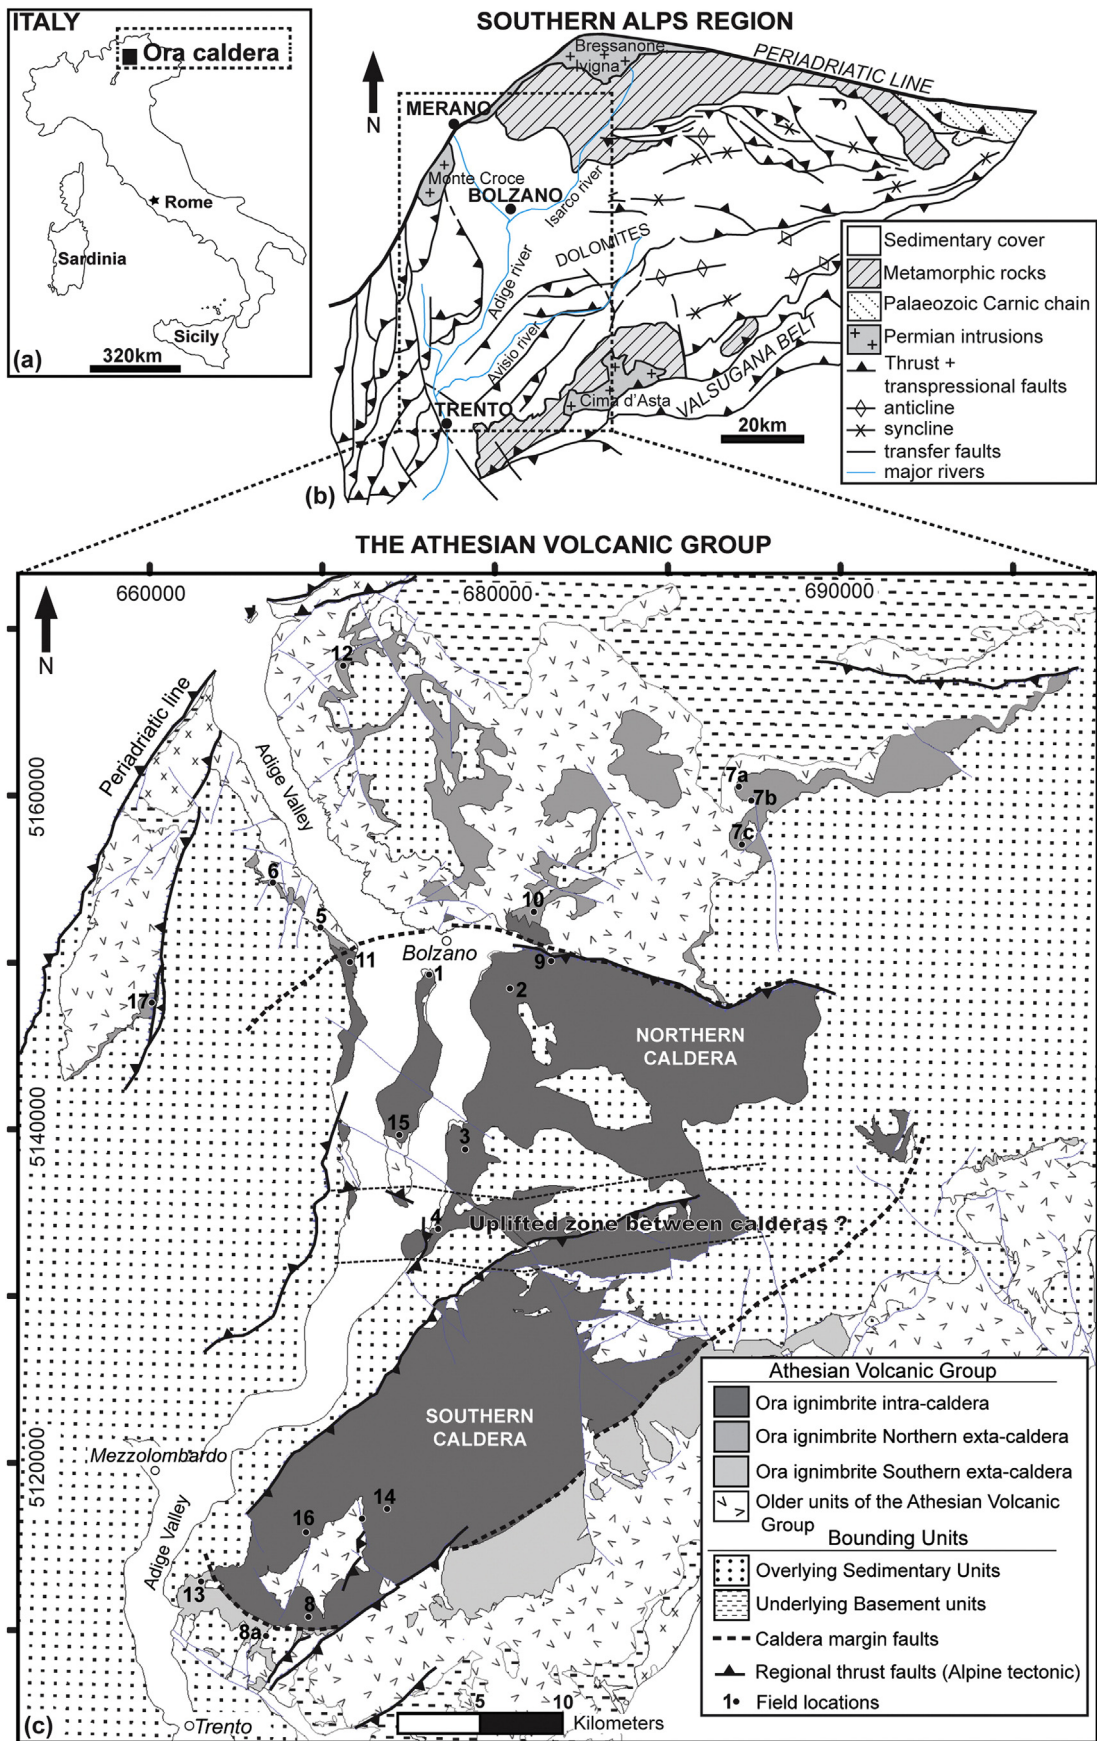 ITALY
Ora caldera
Rome
Sardinia
Sicily
320km
(a)
SOUTHERN ALPS REGION
Bressanone
Ivigna
PERIADRIATIC LINE
N
MERANO
Monte Croce
BOLZANO
Isarco river
DOLOMITES
Adige river
Avisio river
TRENTO
Cima d'Asta
VALSUGANA BELT
20km
(b)
Sedimentary cover
Metamorphic rocks
Palaeozoic Carnic chain
Permian intrusions
Thrust +
transpressional faults
anticline
syncline
transfer faults
major rivers
THE ATHESIAN VOLCANIC GROUP
660000
680000
690000
N
12
Periadriatic line
Adige Valley
5160000
7a
7b
7c
6
10
5
Bolzano
11
9
1
2
17
NORTHERN
CALDERA
5140000
15
3
4
Uplifted zone between calderas ?
SOUTHERN
CALDERA
Mezzolombardo
5120000
14
16
Adige Valley
13
8
8a
Trento
5
10
Kilometers
(c)
Athesian Volcanic Group
Ora ignimbrite intra-caldera
Ora ignimbrite Northern exta-caldera
Ora ignimbrite Southern exta-caldera
Older units of the Athesian Volcanic
Group
Bounding Units
Overlying Sedimentary Units
Underlying Basement units
Caldera margin faults
Regional thrust faults (Alpine tectonic)
1 Field locations